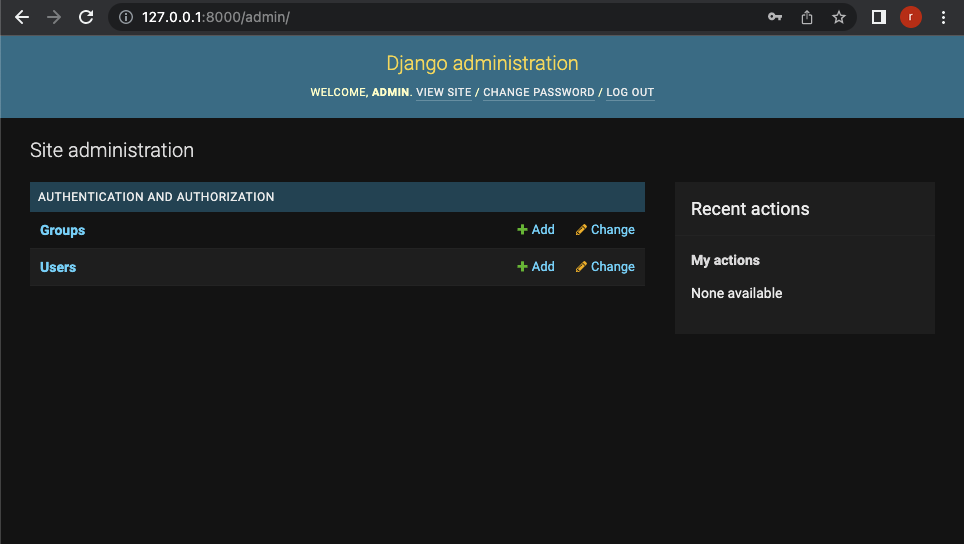 127.0.0.1:8000/admin/
r
Django administration
WELCOME, ADMIN. VIEW SITE / CHANGE PASSWORD / LOG OUT
Site administration
AUTHENTICATION AND AUTHORIZATION
Groups Add Change
Users Add Change
Recent actions
My actions
None available